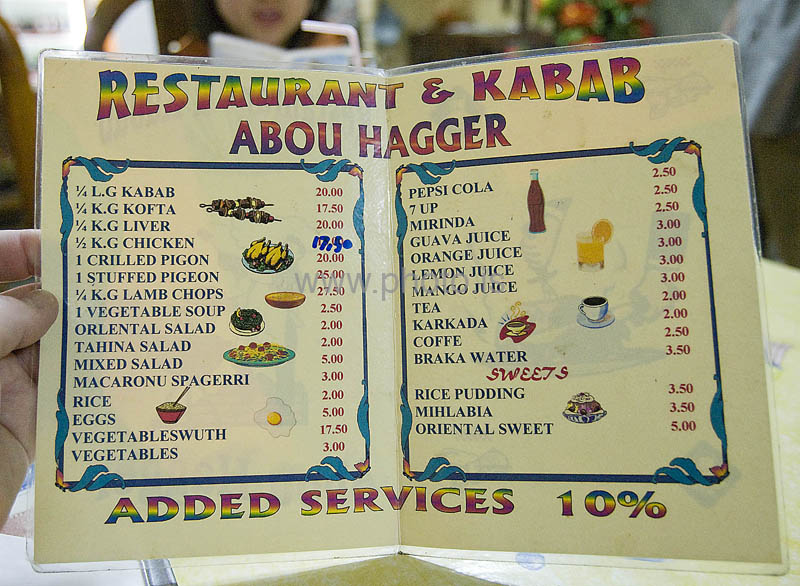 RESTAURANT & KABAB
ABOU HAGGER
¼ L.G KABAB 20.00
¼ K.G KOFTA 17.50
¼ K.G LIVER 20.00
½ K.G CHICKEN 17.50
1 CRILLED PIGON 20.00
1 STUFFED PIGEON 25.00
¼ K.G LAMB CHOPS 27.50
1 VEGETABLE SOUP 2.50
ORLENTAL SALAD 2.00
TAHINA SALAD 2.00
MIXED SALAD 5.00
MACARONU SPAGERRI 3.00
RICE 2.00
EGGS 5.00
VEGETABLESWUTH 17.50
VEGETABLES 3.00
PEPSI COLA 2.50
7 UP 2.50
MIRINDA 2.50
GUAVA JUICE 3.00
ORANGE JUICE 3.00
LEMON JUICE 3.00
MANGO JUICE 3.00
TEA 2.00
KARKADA 2.00
COFFE 2.50
BRAKA WATER 3.50
SWEETS
RICE PUDDING 3.50
MIHLABIA 3.50
ORIENTAL SWEET 5.00
ADDED SERVICES 10%